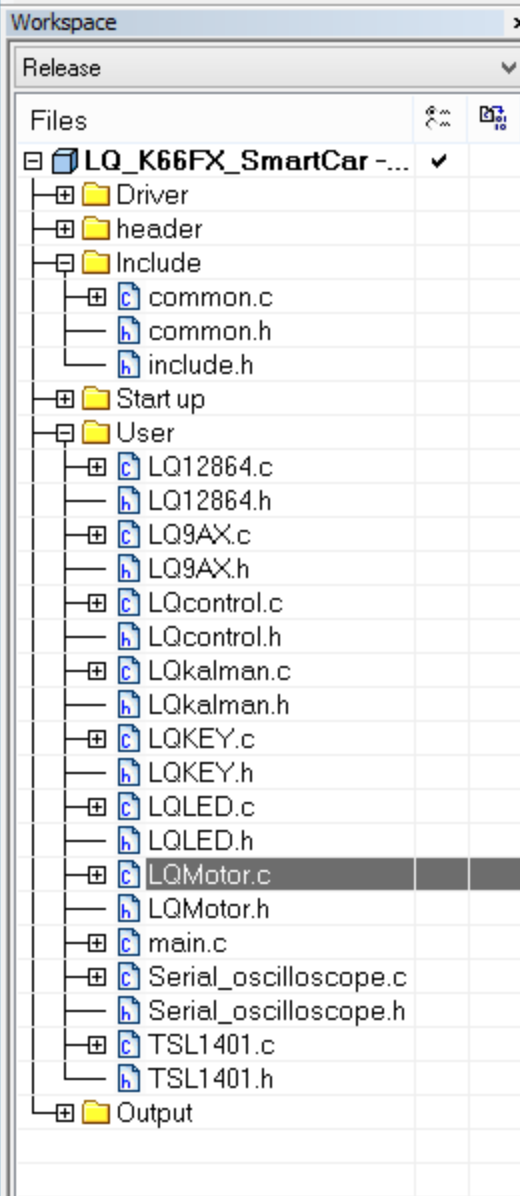 Workspace
Release
Files
LQ_K66FX_SmartCar -...
Driver
header
Include
common.c
common.h
include.h
Start up
User
LQ12864.c
LQ12864.h
LQ9AX.c
LQ9AX.h
LQcontrol.c
LQcontrol.h
LQkalman.c
LQkalman.h
LQKEY.c
LQKEY.h
LQLED.c
LQLED.h
LQMotor.c
LQMotor.h
main.c
Serial_oscilloscope.c
Serial_oscilloscope.h
TSL1401.c
TSL1401.h
Output